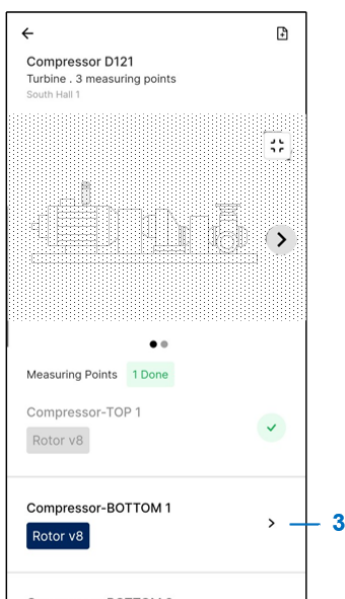 Compressor D121
Turbine . 3 measuring points
South Hall 1
Measuring Points 1 Done
Compressor-TOP 1
Rotor v8
Compressor-BOTTOM 1
Rotor v8
3